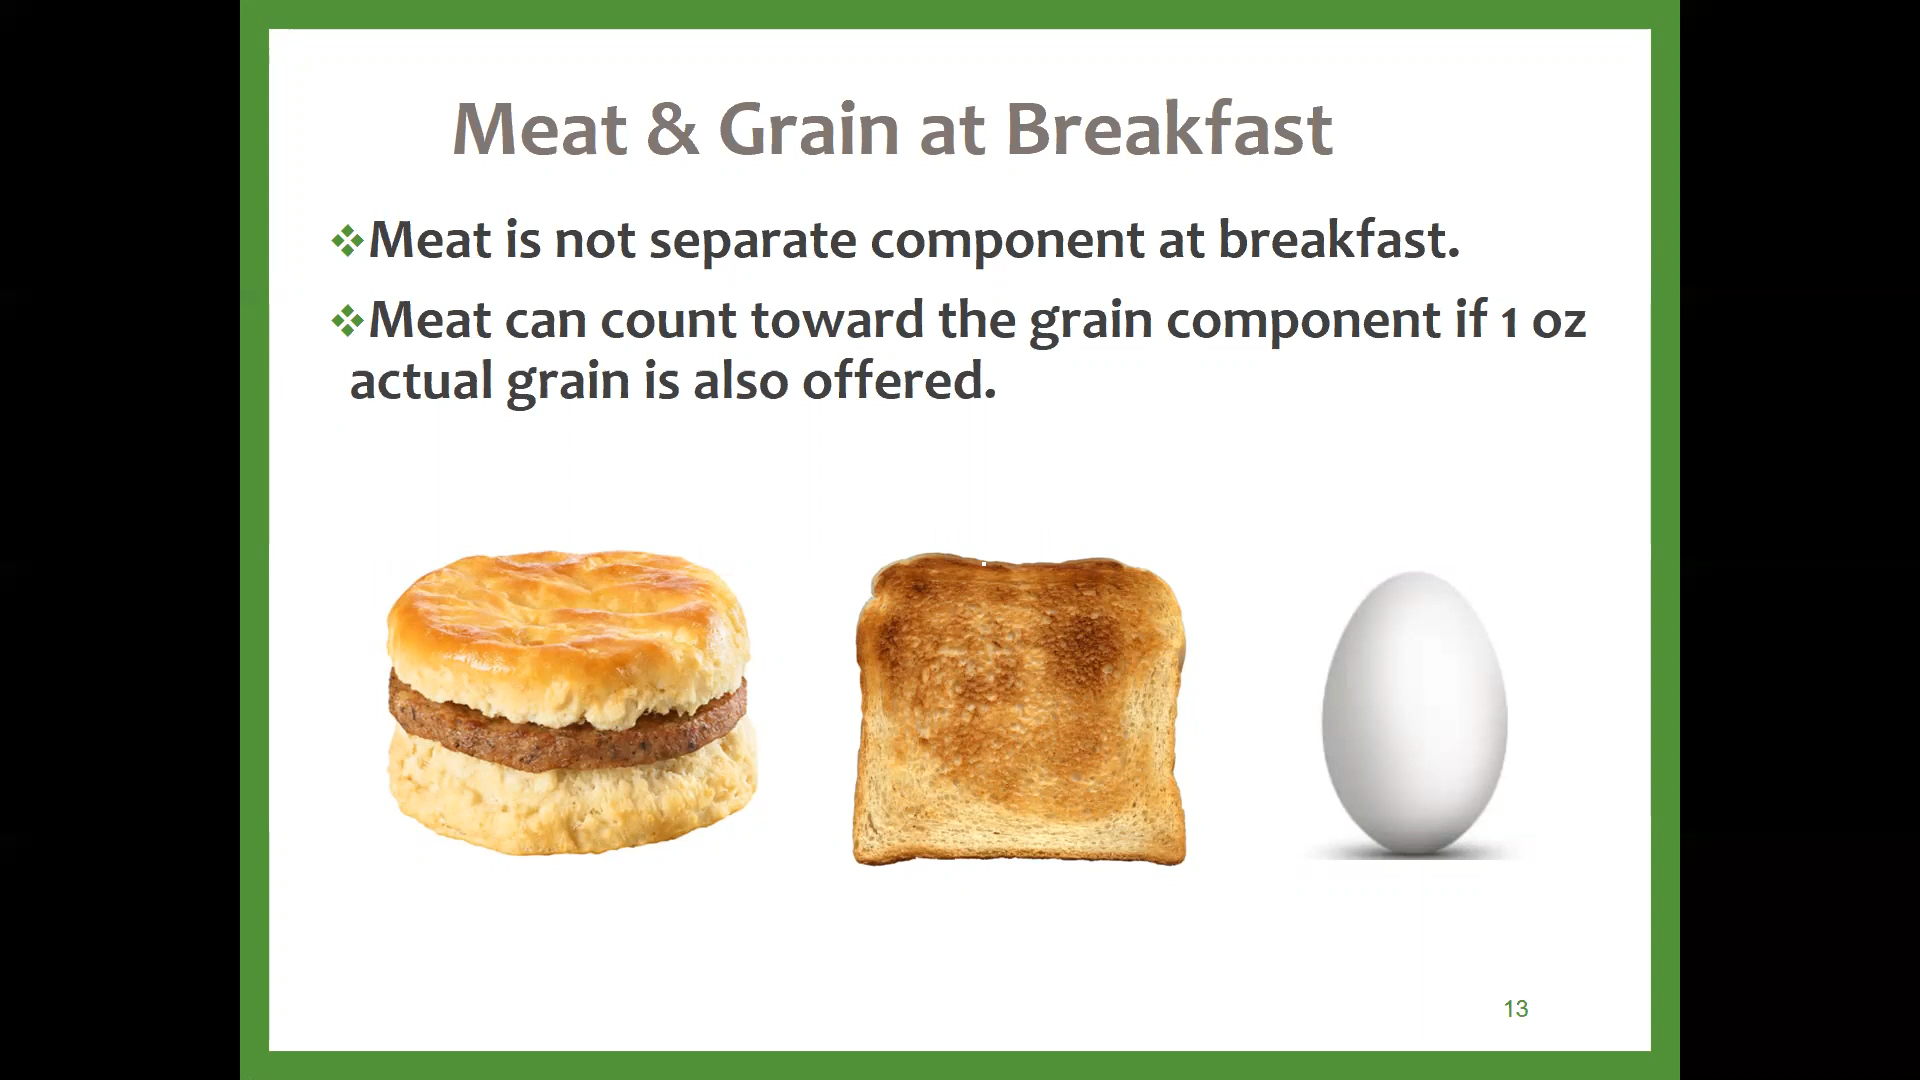 Meat & Grain at Breakfast
❖Meat is not separate component at breakfast.
❖Meat can count toward the grain component if 1 oz
actual grain is also offered.
13